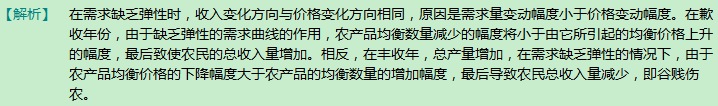 【解析】 在需求缺乏弹性时，收入变化方向与价格变化方向相同，原因是需求量变动幅度小于价格变动幅度。在歉
收年份，由于缺乏弹性的需求曲线的作用，农产品均衡数量减少的幅度将小于由它所引起的均衡价格上升
的幅度，最后致使农民的总收入量增加。相反，在丰收年，总产量增加，在需求缺乏弹性的情况下，由于
农产品均衡价格的下降幅度大于农产品的均衡数量的增加幅度，最后导致农民总收入量减少，即谷贱伤
农。